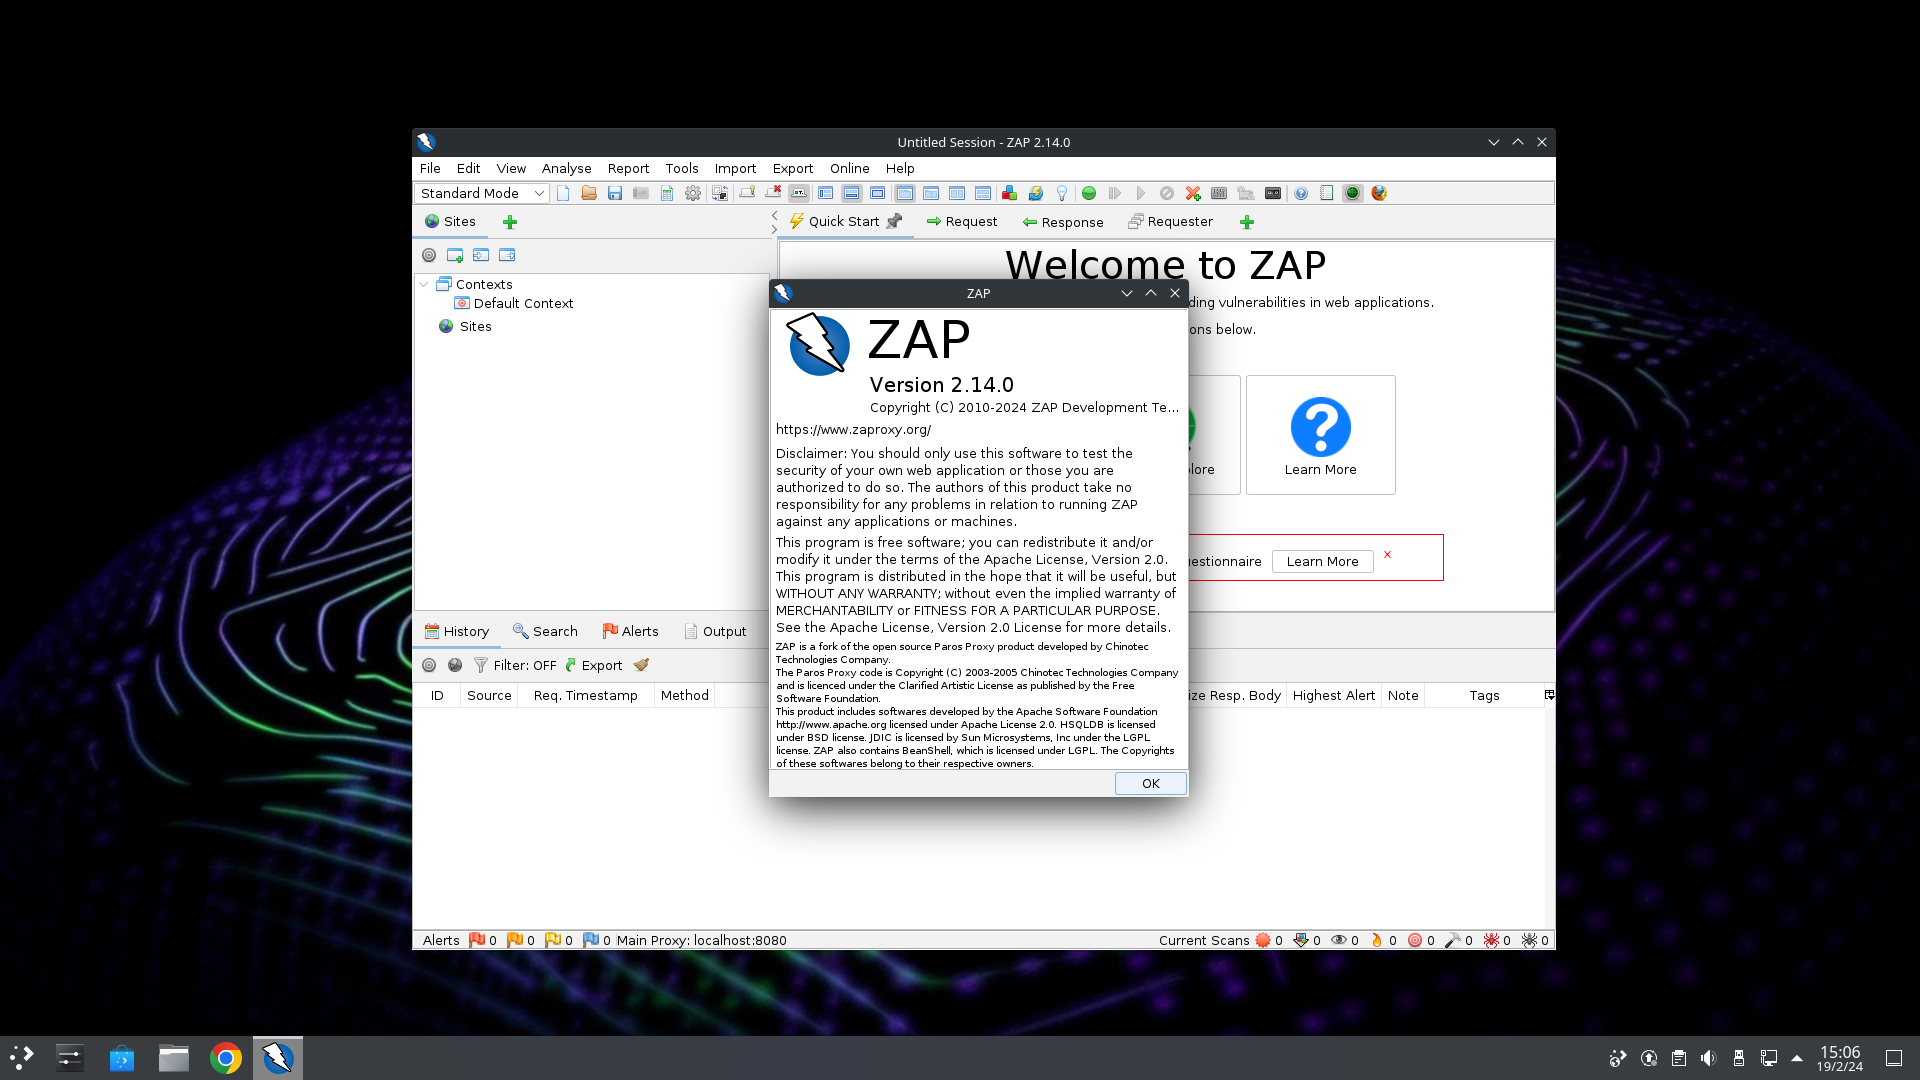 Untitled Session - ZAP 2.14.0
File Edit View Analyse Report Tools Import Export Online Help
Standard Mode
Sites
Quick Start Request Response Requester
Contexts
Default Context
Sites
Welcome to ZAP
vulnerabilities in web applications.
below.
Learn More
Learn More
x
ZAP
ZAP
Version 2.14.0
Copyright (C) 2010-2024 ZAP Development Te...
https://www.zaproxy.org/
Disclaimer: You should only use this software to test the
security of your own web application or those you are
authorized to do so. The authors of this product take no
responsibility for any problems in relation to running ZAP
against any applications or machines.
This program is free software; you can redistribute it and/or
modify it under the terms of the Apache License, Version 2.0.
This program is distributed in the hope that it will be useful, but
WITHOUT ANY WARRANTY; without even the implied warranty of
MERCHANTABILITY or FITNESS FOR A PARTICULAR PURPOSE.
See the Apache License, Version 2.0 License for more details.
ZAP is a fork of the open source Paros Proxy product developed by Chinotec
Technologies Company.
The Paros Proxy code is Copyright (C) 2003-2005 Chinotec Technologies Company
and is licenced under the Clarified Artistic License as published by the Free
Software Foundation.
This product includes softwares developed by the Apache Software Foundation
http://www.apache.org licensed under Apache License 2.0. HSQLDB is licensed
under BSD license. JDIC is licensed by Sun Microsystems, Inc under the LGPL
license. ZAP also contains BeanShell, which is licensed under LGPL. The Copyrights
of these softwares belong to their respective owners.
OK
History Search Alerts Output
Filter: OFF Export
ID Source Req. Timestamp Method Resp. Body Highest Alert Note Tags
Alerts 0 0 0 0 Main Proxy: localhost:8080 Current Scans 0 0 0 0 0 0 0 0
15:06
19/2/24